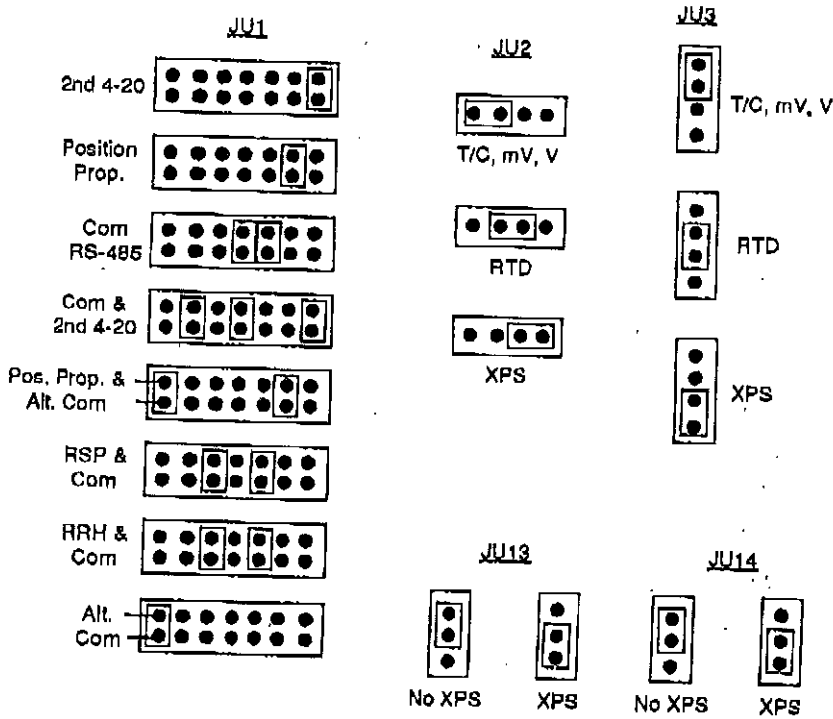 JU1
2nd 4-20
Position
Prop.
Com
RS-485
Com &
2nd 4-20
Pos. Prop. &
Alt. Com
RSP &
Com
RRH &
Com
Alt.
Com
JU2
T/C, mV, V
RTD
XPS
JU3
T/C, mV, V
RTD
XPS
JU13
No XPS
XPS
JU14
No XPS
XPS